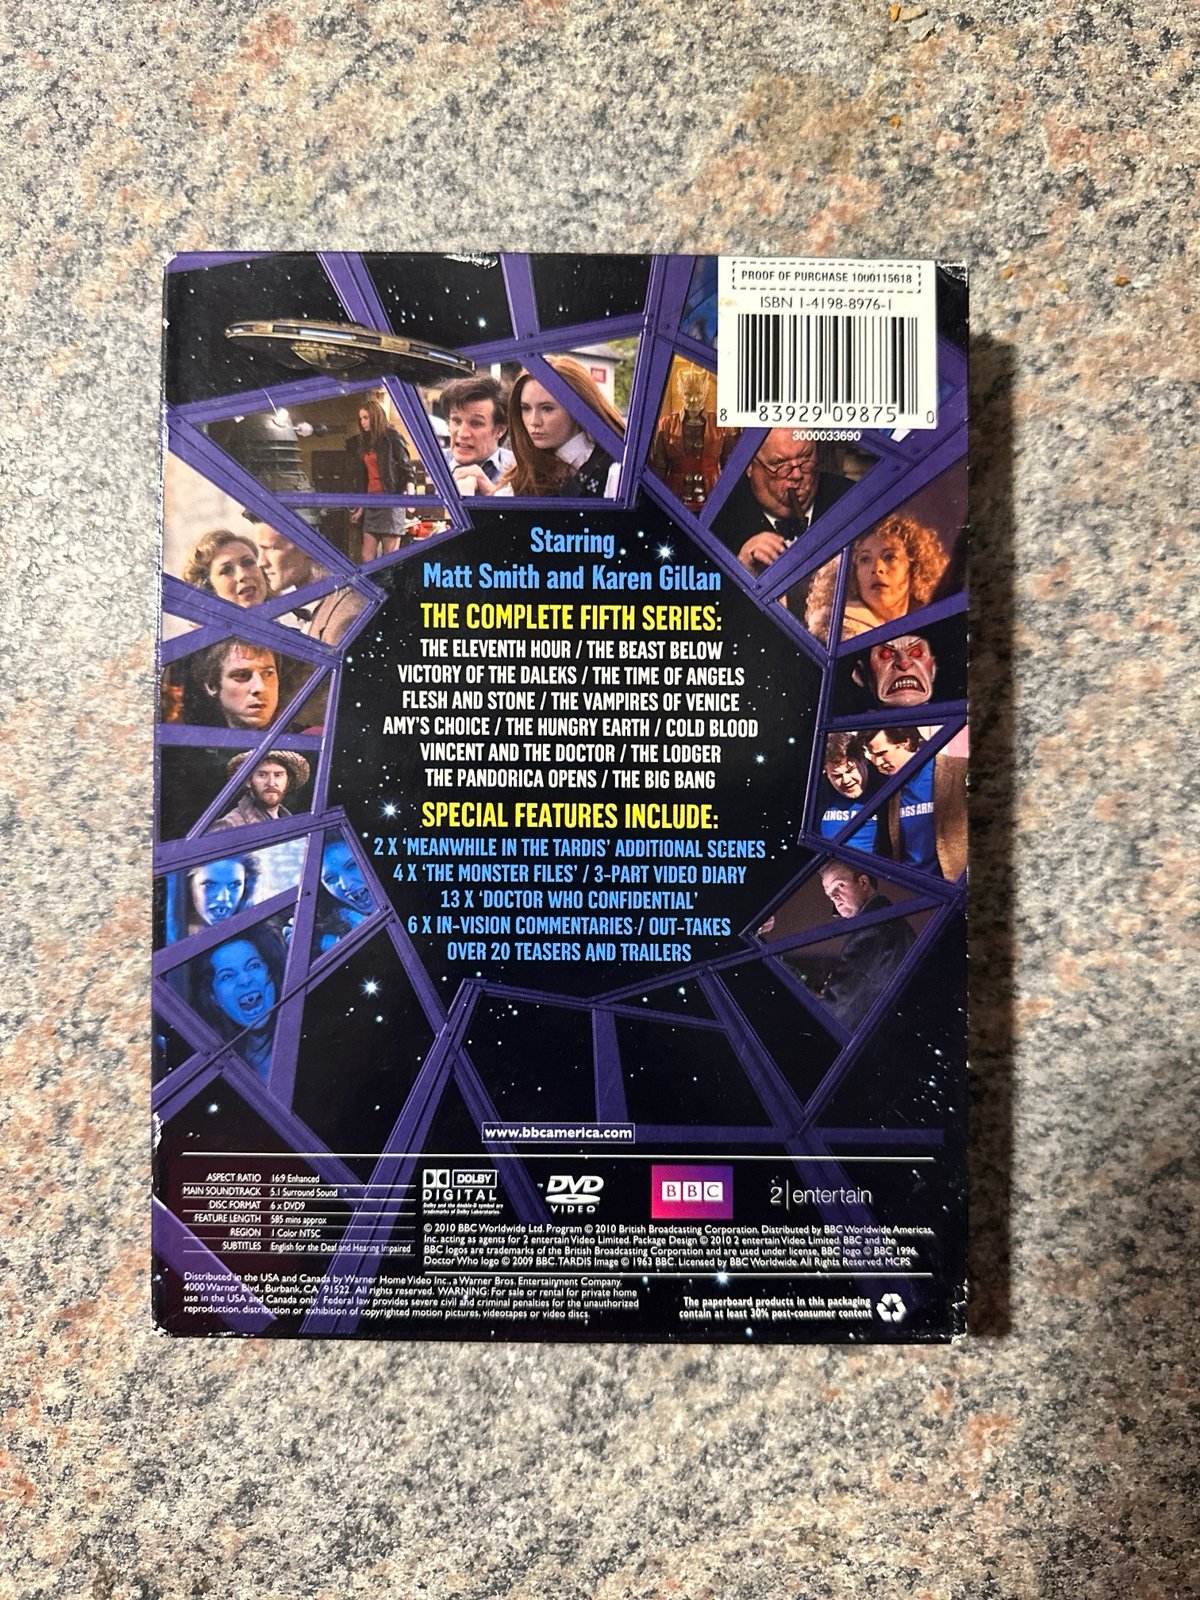 PROOF OF PURCHASE 1000115618
ISBN 1-4198-8976-1
8 83929 09875 0
3000033690
Starring
Matt Smith and Karen Gillan
THE COMPLETE FIFTH SERIES:
THE ELEVENTH HOUR / THE BEAST BELOW
VICTORY OF THE DALEKS / THE TIME OF ANGELS
FLESH AND STONE / THE VAMPIRES OF VENICE
AMY'S CHOICE / THE HUNGRY EARTH / COLD BLOOD
VINCENT AND THE DOCTOR / THE LODGER
THE PANDORICA OPENS / THE BIG BANG
SPECIAL FEATURES INCLUDE:
2 X 'MEANWHILE IN THE TARDIS' ADDITIONAL SCENES
4 X 'THE MONSTER FILES' / 3-PART VIDEO DIARY
13 X 'DOCTOR WHO CONFIDENTIAL'
6 X IN-VISION COMMENTARIES / OUT-TAKES
OVER 20 TEASERS AND TRAILERS
KINGS A
INGS ARM
www.bbcamerica.com
ASPECT RATIO 16:9 Enhanced
MAIN SOUNDTRACK 5.1 Surround Sound
DISC FORMAT 6 x DVD9
FEATURE LENGTH 585 mins approx
REGION 1 Color NTSC
SUBTITLES English for the Deaf and Hearing Impaired
DOLBY
DIGITAL
Dolby and the double-D symbol are
trademarks of Dolby Laboratories.
DVD
VIDEO
BBC
2 | entertain
© 2010 BBC Worldwide Ltd. Program © 2010 British Broadcasting Corporation. Distributed by BBC Worldwide Americas,
Inc. acting as agents for 2 entertain Video Limited. Package Design © 2010 2 entertain Video Limited. BBC and the
BBC logos are trademarks of the British Broadcasting Corporation and are used under license. BBC logo © BBC 1996.
Doctor Who logo © 2009 BBC. TARDIS Image © 1963 BBC. Licensed by BBC Worldwide. All Rights Reserved. MCPS
Distributed in the USA and Canada by Warner Home Video Inc., a Warner Bros. Entertainment Company.
4000 Warner Blvd., Burbank, CA 91522. All rights reserved. WARNING: For sale or rental for private home
use in the USA and Canada only. Federal law provides severe civil and criminal penalties for the unauthorized
reproduction, distribution or exhibition of copyrighted motion pictures, videotapes or video discs.
The paperboard products in this packaging
contain at least 30% post-consumer content